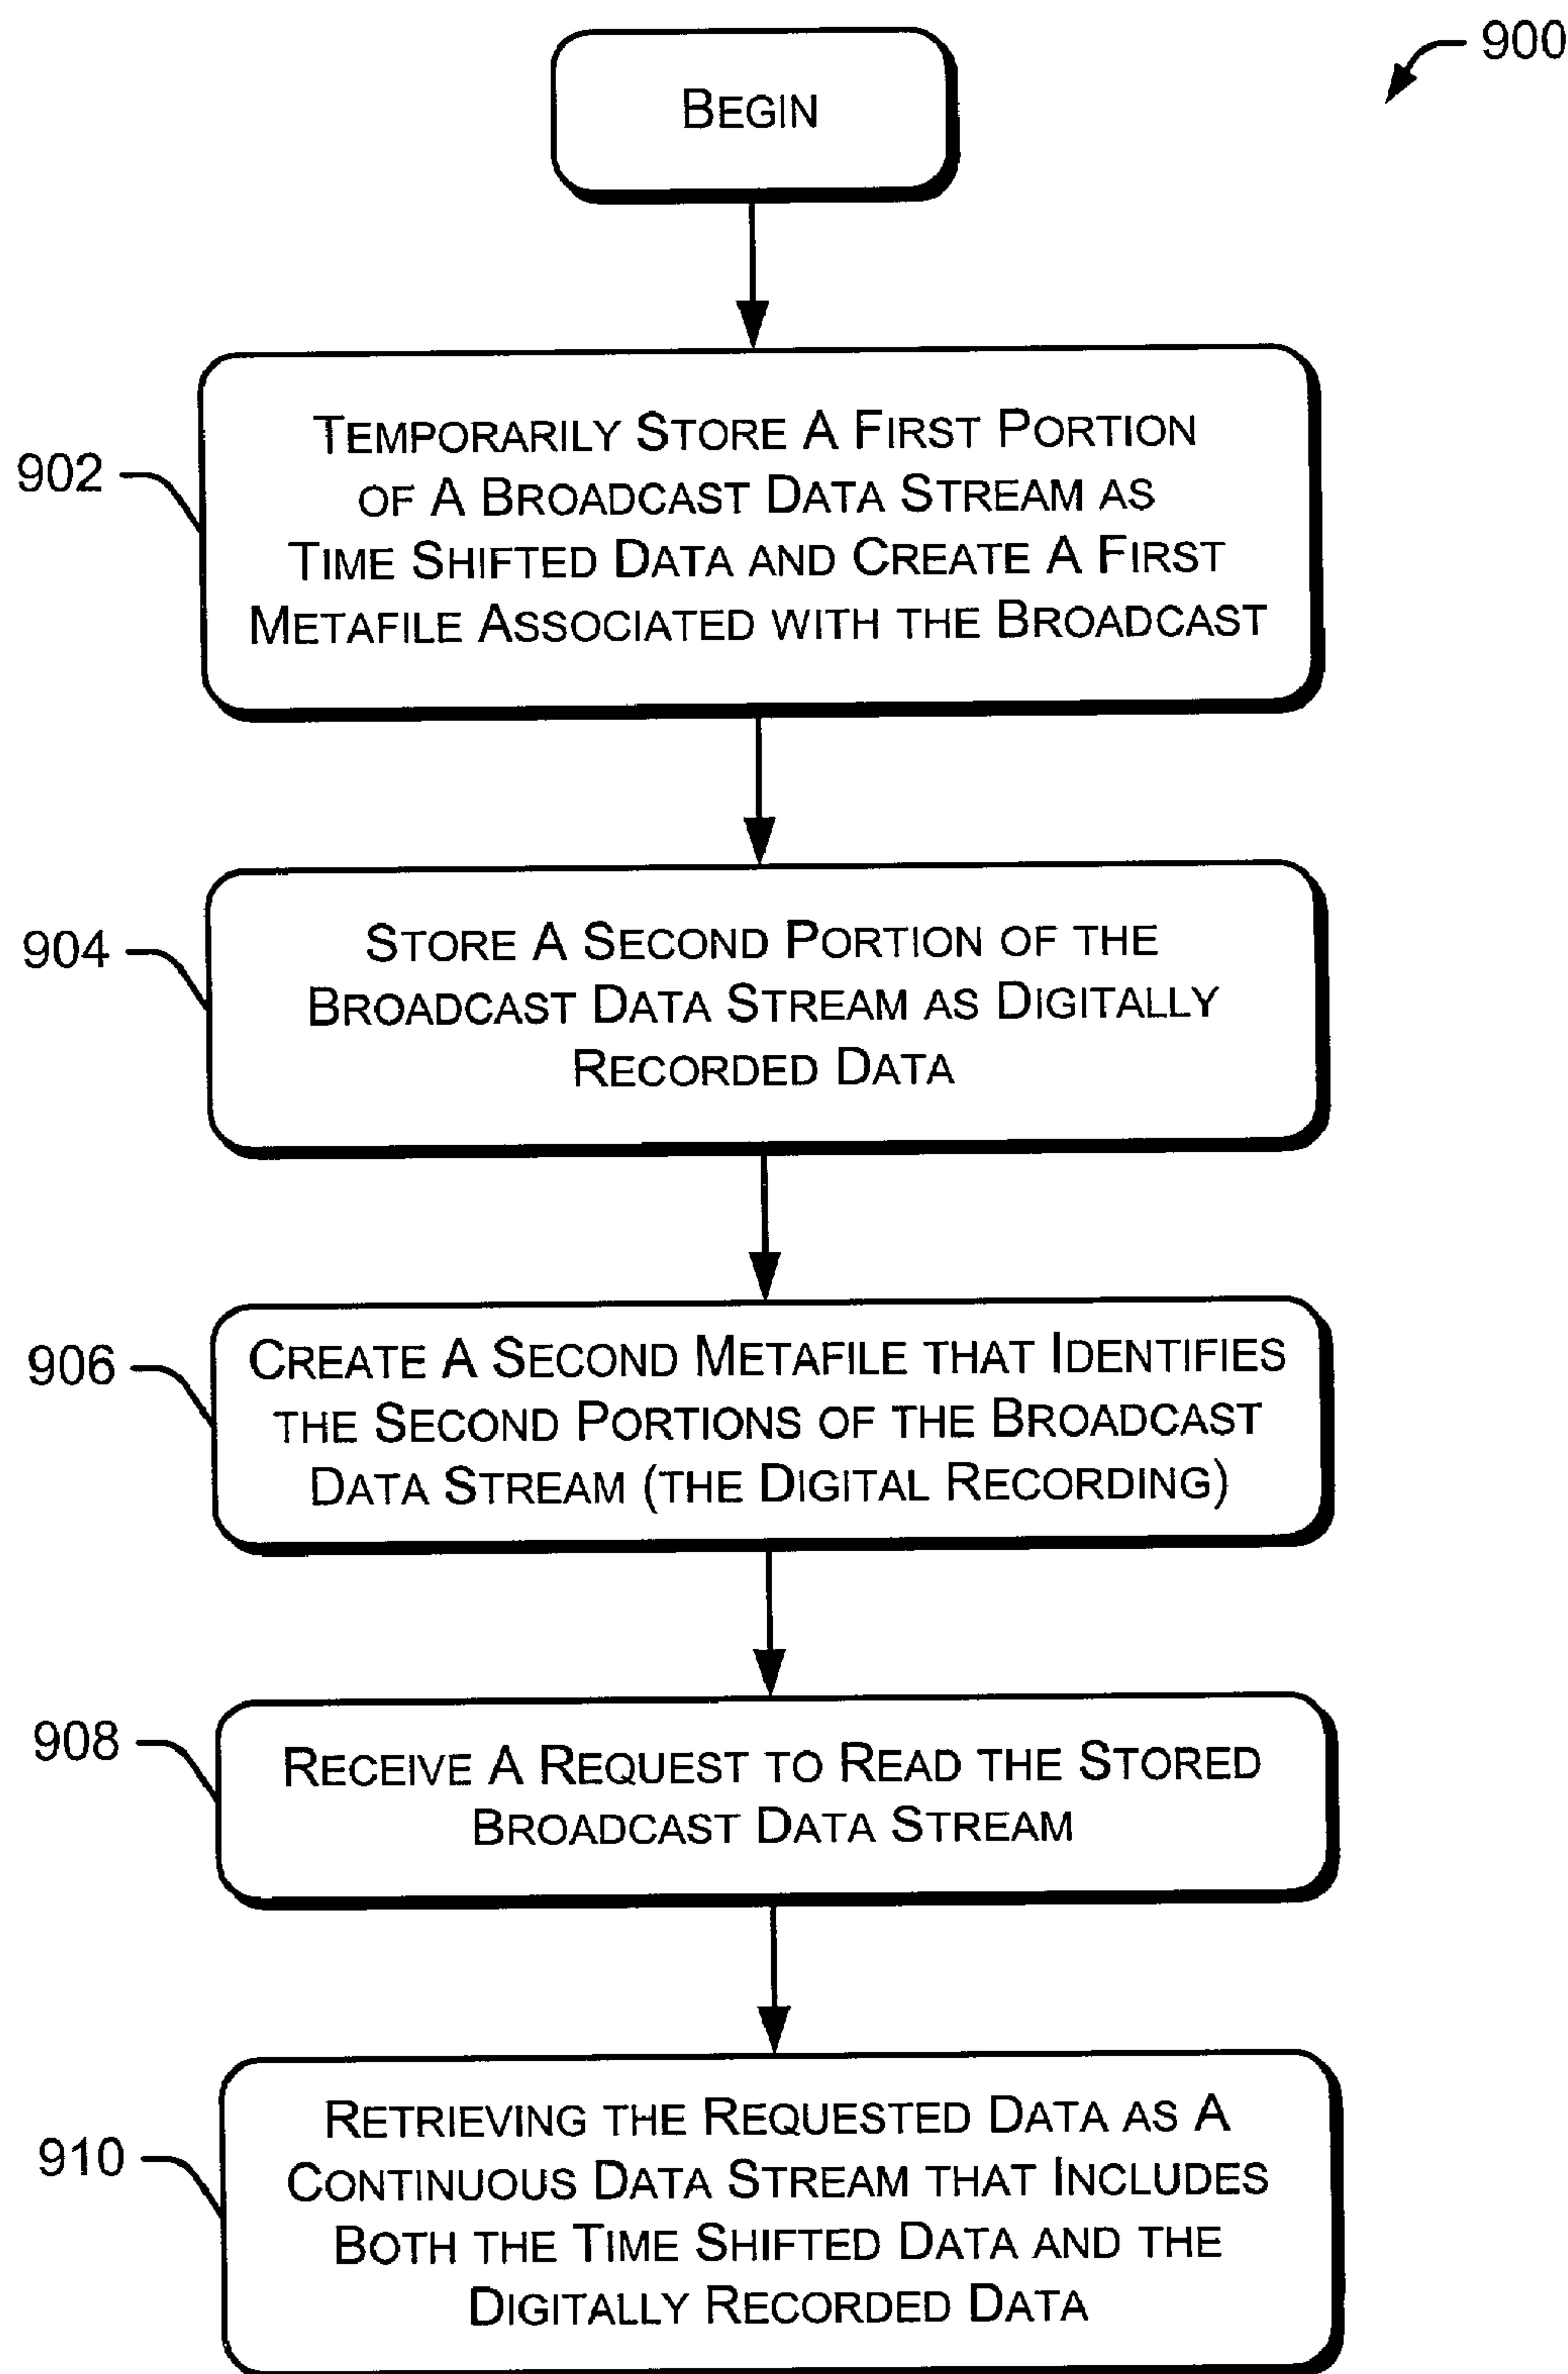 900
BEGIN
902
TEMPORARILY STORE A FIRST PORTION
OF A BROADCAST DATA STREAM AS
TIME SHIFTED DATA AND CREATE A FIRST
METAFILE ASSOCIATED WITH THE BROADCAST
904
STORE A SECOND PORTION OF THE
BROADCAST DATA STREAM AS DIGITALLY
RECORDED DATA
906
CREATE A SECOND METAFILE THAT IDENTIFIES
THE SECOND PORTIONS OF THE BROADCAST
DATA STREAM (THE DIGITAL RECORDING)
908
RECEIVE A REQUEST TO READ THE STORED
BROADCAST DATA STREAM
910
RETRIEVING THE REQUESTED DATA AS A
CONTINUOUS DATA STREAM THAT INCLUDES
BOTH THE TIME SHIFTED DATA AND THE
DIGITALLY RECORDED DATA